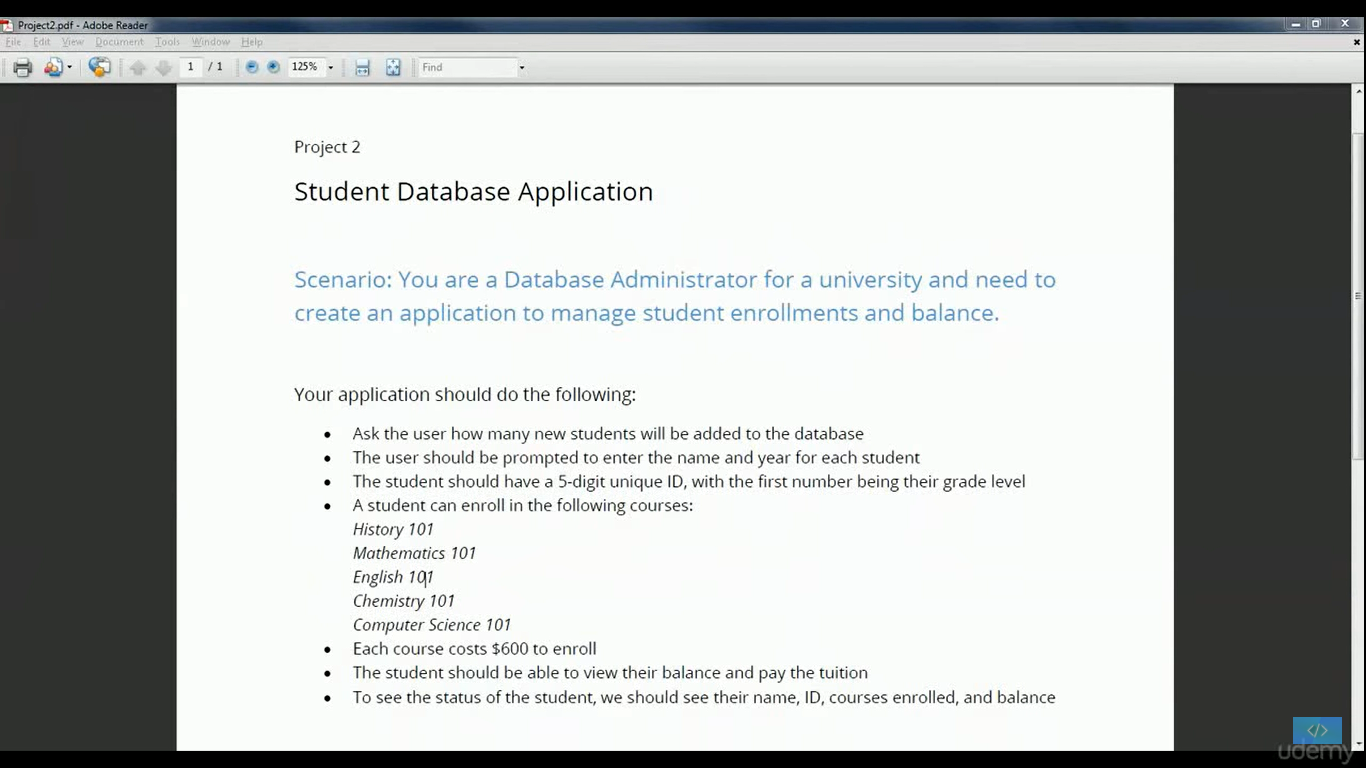 Project2.pdf - Adobe Reader
File Edit View Document Tools Window Help
1 / 1 125% Find
Project 2
Student Database Application
Scenario: You are a Database Administrator for a university and need to
create an application to manage student enrollments and balance.
Your application should do the following:
• Ask the user how many new students will be added to the database
• The user should be prompted to enter the name and year for each student
• The student should have a 5-digit unique ID, with the first number being their grade level
• A student can enroll in the following courses:
History 101
Mathematics 101
English 101
Chemistry 101
Computer Science 101
• Each course costs $600 to enroll
• The student should be able to view their balance and pay the tuition
• To see the status of the student, we should see their name, ID, courses enrolled, and balance
</>
udemy